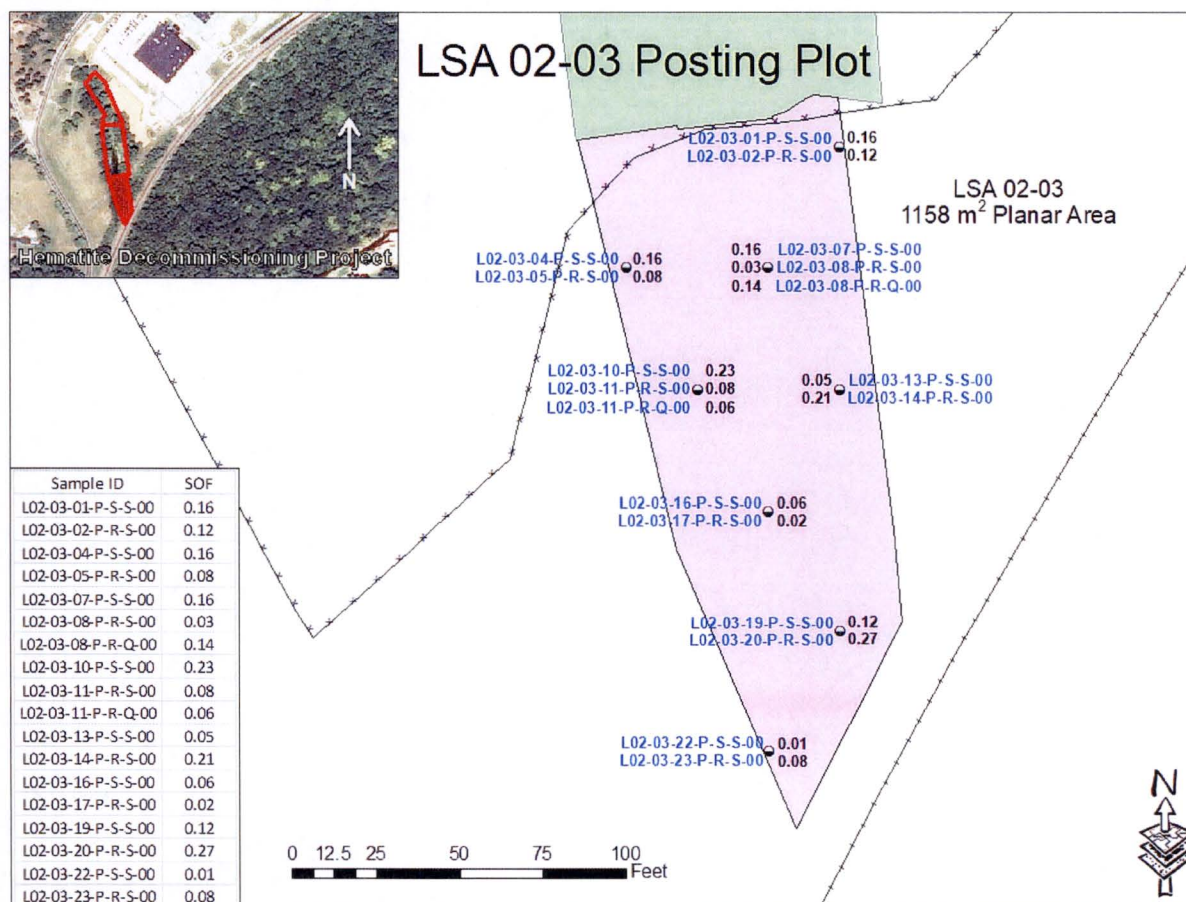 LSA 02-03 Posting Plot
N
Hematite Decommissioning Project
L02-03-01-P-S-S-00 0.16
L02-03-02-P-R-S-00 0.12
LSA 02-03
1158 m² Planar Area
L02-03-04-P-S-S-00 0.16
L02-03-05-P-R-S-00 0.08
0.16 L02-03-07-P-S-S-00
0.03 L02-03-08-P-R-S-00
0.14 L02-03-08-P-R-Q-00
L02-03-10-P-S-S-00 0.23
L02-03-11-P-R-S-00 0.08
L02-03-11-P-R-Q-00 0.06
0.05 L02-03-13-P-S-S-00
0.21 L02-03-14-P-R-S-00
L02-03-16-P-S-S-00 0.06
L02-03-17-P-R-S-00 0.02
L02-03-19-P-S-S-00 0.12
L02-03-20-P-R-S-00 0.27
L02-03-22-P-S-S-00 0.01
L02-03-23-P-R-S-00 0.08
Sample ID SOF
L02-03-01-P-S-S-00 0.16
L02-03-02-P-R-S-00 0.12
L02-03-04-P-S-S-00 0.16
L02-03-05-P-R-S-00 0.08
L02-03-07-P-S-S-00 0.16
L02-03-08-P-R-S-00 0.03
L02-03-08-P-R-Q-00 0.14
L02-03-10-P-S-S-00 0.23
L02-03-11-P-R-S-00 0.08
L02-03-11-P-R-Q-00 0.06
L02-03-13-P-S-S-00 0.05
L02-03-14-P-R-S-00 0.21
L02-03-16-P-S-S-00 0.06
L02-03-17-P-R-S-00 0.02
L02-03-19-P-S-S-00 0.12
L02-03-20-P-R-S-00 0.27
L02-03-22-P-S-S-00 0.01
L02-03-23-P-R-S-00 0.08
0 12.5 25 50 75 100
Feet
N